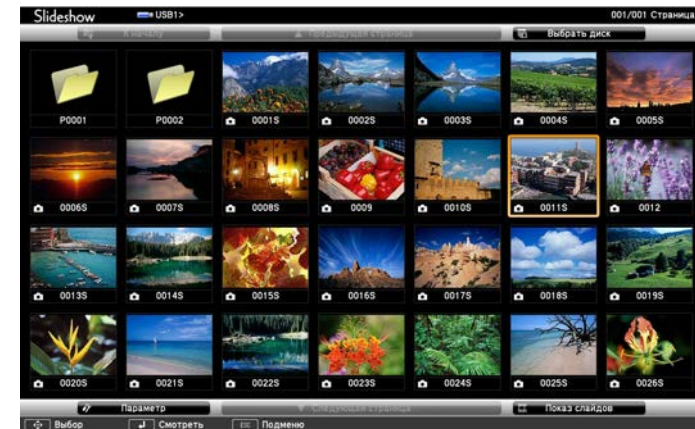 Slideshow USB1> 001/001 Страница
К началу Предыдущая страница Выбрать диск
P0001 P0002 0001S 0002S 0003S 0004S 0005S
0006S 0007S 0008S 0009 0010S 0011S 0012
0013S 0014S 0015S 0016S 0017S 0018S 0019S
0020S 0021S 0022S 0023S 0024S 0025S 0026S
Параметр Следующая страница Показ слайдов
Выбор Смотреть Esc Подменю